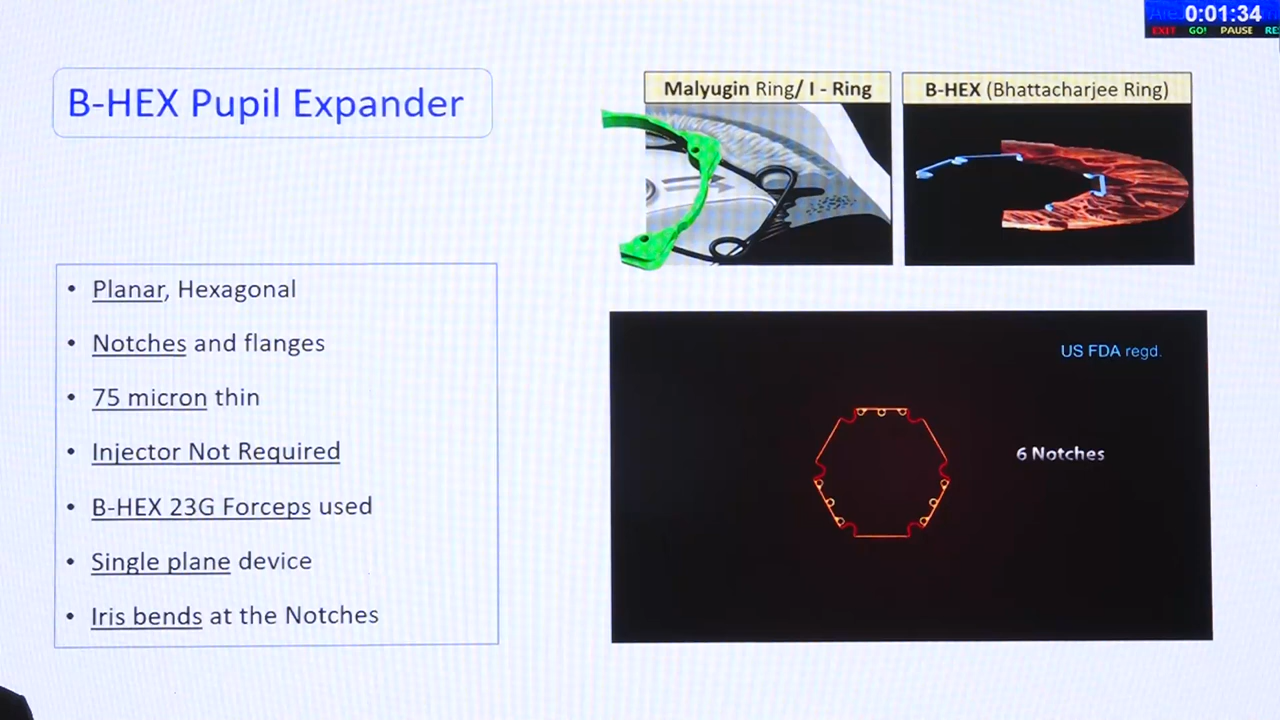 0:01:34
EXIT GO! PAUSE RE
B-HEX Pupil Expander
Malyugin Ring/ I - Ring
B-HEX (Bhattacharjee Ring)
• Planar, Hexagonal
• Notches and flanges
• 75 micron thin
• Injector Not Required
• B-HEX 23G Forceps used
• Single plane device
• Iris bends at the Notches
US FDA regd.
6 Notches